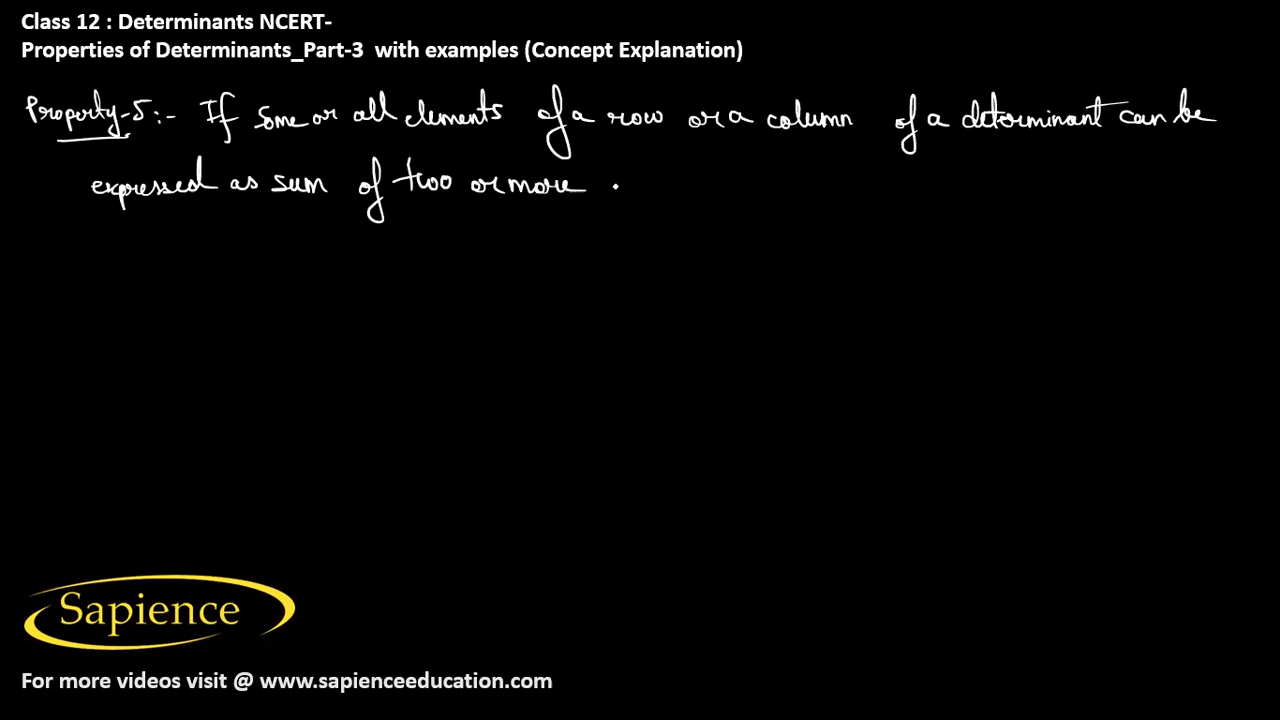 Class 12 : Determinants NCERT-
Properties of Determinants_Part-3 with examples (Concept Explanation)
Property-5:- If some or all elements of a row or a column of a determinant can be
expressed as sum of two or more
Sapience
For more videos visit @ www.sapienceeducation.com